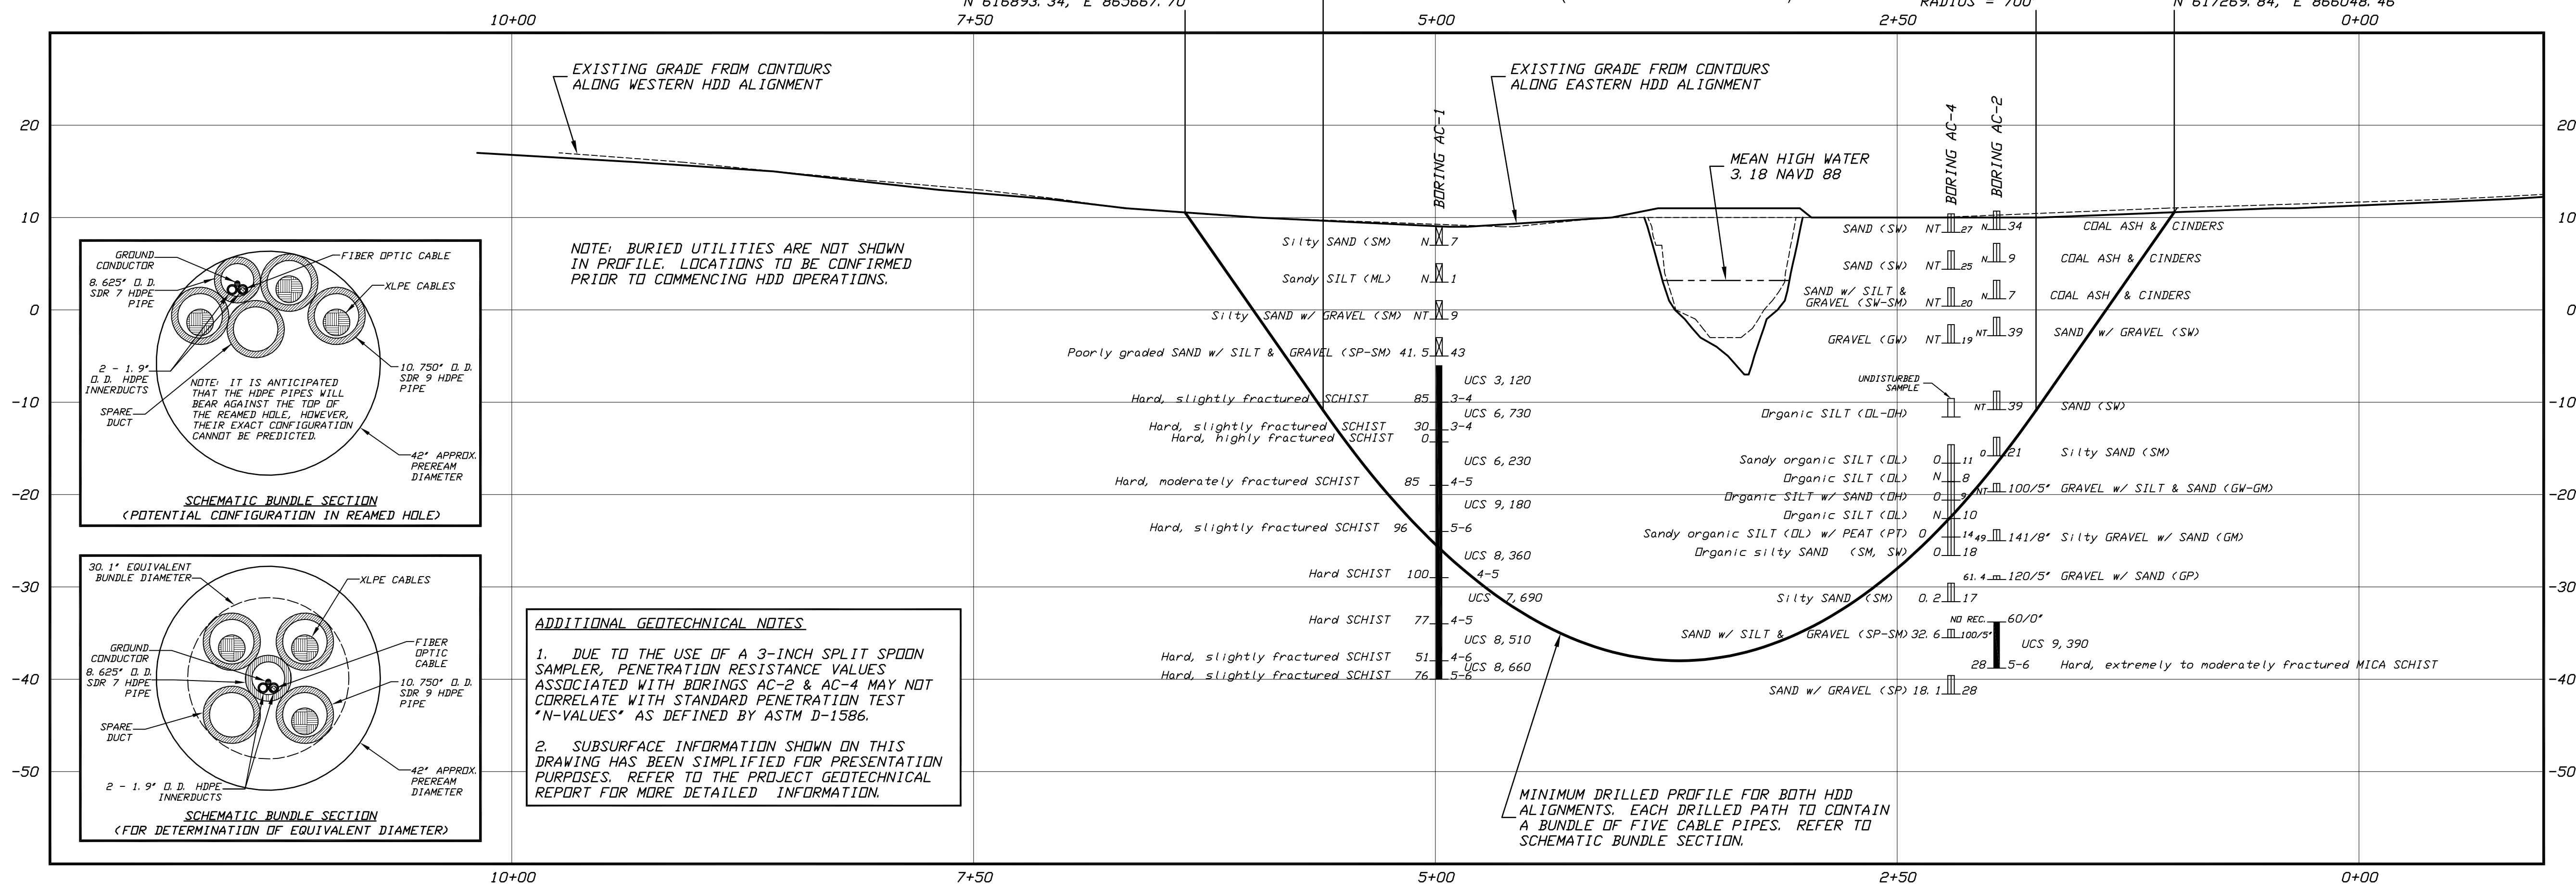 N 616893.34, E 865667.70
RADIUS = 700'
N 617269.84, E 866048.46
10+00
7+50
5+00
2+50
0+00
EXISTING GRADE FROM CONTOURS
ALONG WESTERN HDD ALIGNMENT
EXISTING GRADE FROM CONTOURS
ALONG EASTERN HDD ALIGNMENT
MEAN HIGH WATER
3.18 NAVD 88
BORING AC-1
BORING AC-4
BORING AC-2
20
10
0
-10
-20
-30
-40
-50
20
10
0
-10
-20
-30
-40
-50
NOTE: BURIED UTILITIES ARE NOT SHOWN
IN PROFILE. LOCATIONS TO BE CONFIRMED
PRIOR TO COMMENCING HDD OPERATIONS.
GROUND
CONDUCTOR
8.625" O.D.
SDR 7 HDPE
PIPE
FIBER OPTIC CABLE
XLPE CABLES
2 - 1.9"
O.D. HDPE
INNERDUCTS
SPARE
DUCT
NOTE: IT IS ANTICIPATED
THAT THE HDPE PIPES WILL
BEAR AGAINST THE TOP OF
THE REAMED HOLE, HOWEVER,
THEIR EXACT CONFIGURATION
CANNOT BE PREDICTED.
10.750" O.D.
SDR 9 HDPE
PIPE
42" APPROX.
PREREAM
DIAMETER
SCHEMATIC BUNDLE SECTION
(POTENTIAL CONFIGURATION IN REAMED HOLE)
30.1" EQUIVALENT
BUNDLE DIAMETER
XLPE CABLES
GROUND
CONDUCTOR
8.625" O.D.
SDR 7 HDPE
PIPE
FIBER
OPTIC
CABLE
10.750" O.D.
SDR 9 HDPE
PIPE
SPARE
DUCT
2 - 1.9" O.D. HDPE
INNERDUCTS
42" APPROX.
PREREAM
DIAMETER
SCHEMATIC BUNDLE SECTION
(FOR DETERMINATION OF EQUIVALENT DIAMETER)
ADDITIONAL GEOTECHNICAL NOTES
1. DUE TO THE USE OF A 3-INCH SPLIT SPOON
SAMPLER, PENETRATION RESISTANCE VALUES
ASSOCIATED WITH BORINGS AC-2 & AC-4 MAY NOT
CORRELATE WITH STANDARD PENETRATION TEST
"N-VALUES" AS DEFINED BY ASTM D-1586.
2. SUBSURFACE INFORMATION SHOWN ON THIS
DRAWING HAS BEEN SIMPLIFIED FOR PRESENTATION
PURPOSES. REFER TO THE PROJECT GEOTECHNICAL
REPORT FOR MORE DETAILED INFORMATION.
Silty SAND (SM) N 7
Sandy SILT (ML) N 1
Silty SAND w/ GRAVEL (SM) NT 9
Poorly graded SAND w/ SILT & GRAVEL (SP-SM) 41.5 43
UCS 3,120
Hard, slightly fractured SCHIST 85 3-4
UCS 6,730
Hard, slightly fractured SCHIST 30 3-4
Hard, highly fractured SCHIST 0
UCS 6,230
Hard, moderately fractured SCHIST 85 4-5
UCS 9,180
Hard, slightly fractured SCHIST 96 5-6
UCS 8,360
Hard SCHIST 100 4-5
UCS 7,690
Hard SCHIST 77 4-5
UCS 8,510
Hard, slightly fractured SCHIST 51 4-6
UCS 8,660
Hard, slightly fractured SCHIST 76 5-6
SAND (SW) NT 27
SAND (SW) NT 25
SAND w/ SILT &
GRAVEL (SW-SM) NT 20
GRAVEL (GW) NT 19
UNDISTURBED
SAMPLE
Organic SILT (OL-OH)
Sandy organic SILT (OL) 0 11
Organic SILT (OL) N 8
Organic SILT w/ SAND (OH) 0 9
Organic SILT (OL) N 10
Sandy organic SILT (OL) w/ PEAT (PT) 0 14
Organic silty SAND (SM, SW) 0 18
Silty SAND (SM) 0.2 17
SAND w/ SILT & GRAVEL (SP-SM) 32.6 100/5"
SAND w/ GRAVEL (SP) 18.1 28
N 34 COAL ASH & CINDERS
N 9 COAL ASH & CINDERS
N 7 COAL ASH & CINDERS
NT 39 SAND w/ GRAVEL (SW)
NT 39 SAND (SW)
0 21 Silty SAND (SM)
NT 100/5" GRAVEL w/ SILT & SAND (GW-GM)
49 141/8" Silty GRAVEL w/ SAND (GM)
61.4 120/5" GRAVEL w/ SAND (GP)
NO REC. 60/0"
UCS 9,390
28 5-6 Hard, extremely to moderately fractured MICA SCHIST
MINIMUM DRILLED PROFILE FOR BOTH HDD
ALIGNMENTS. EACH DRILLED PATH TO CONTAIN
A BUNDLE OF FIVE CABLE PIPES. REFER TO
SCHEMATIC BUNDLE SECTION.
10+00
7+50
5+00
2+50
0+00